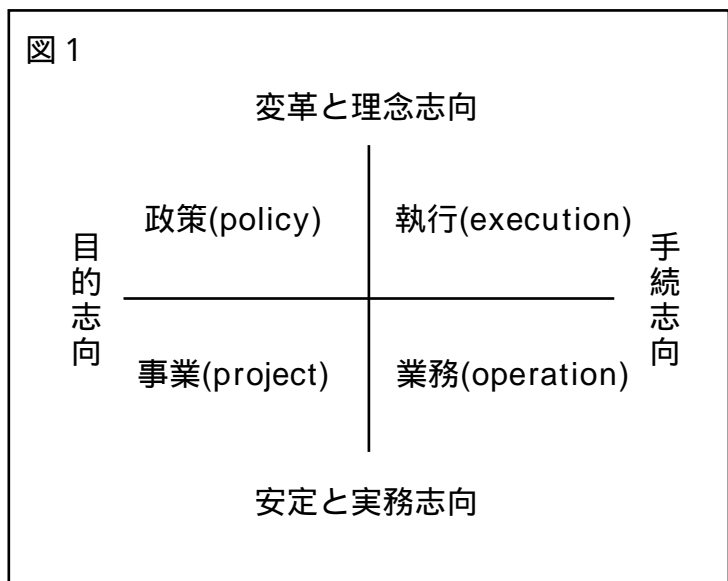 図1
変革と理念志向
政策(policy)
執行(execution)
目的志向
手続志向
事業(project)
業務(operation)
安定と実務志向